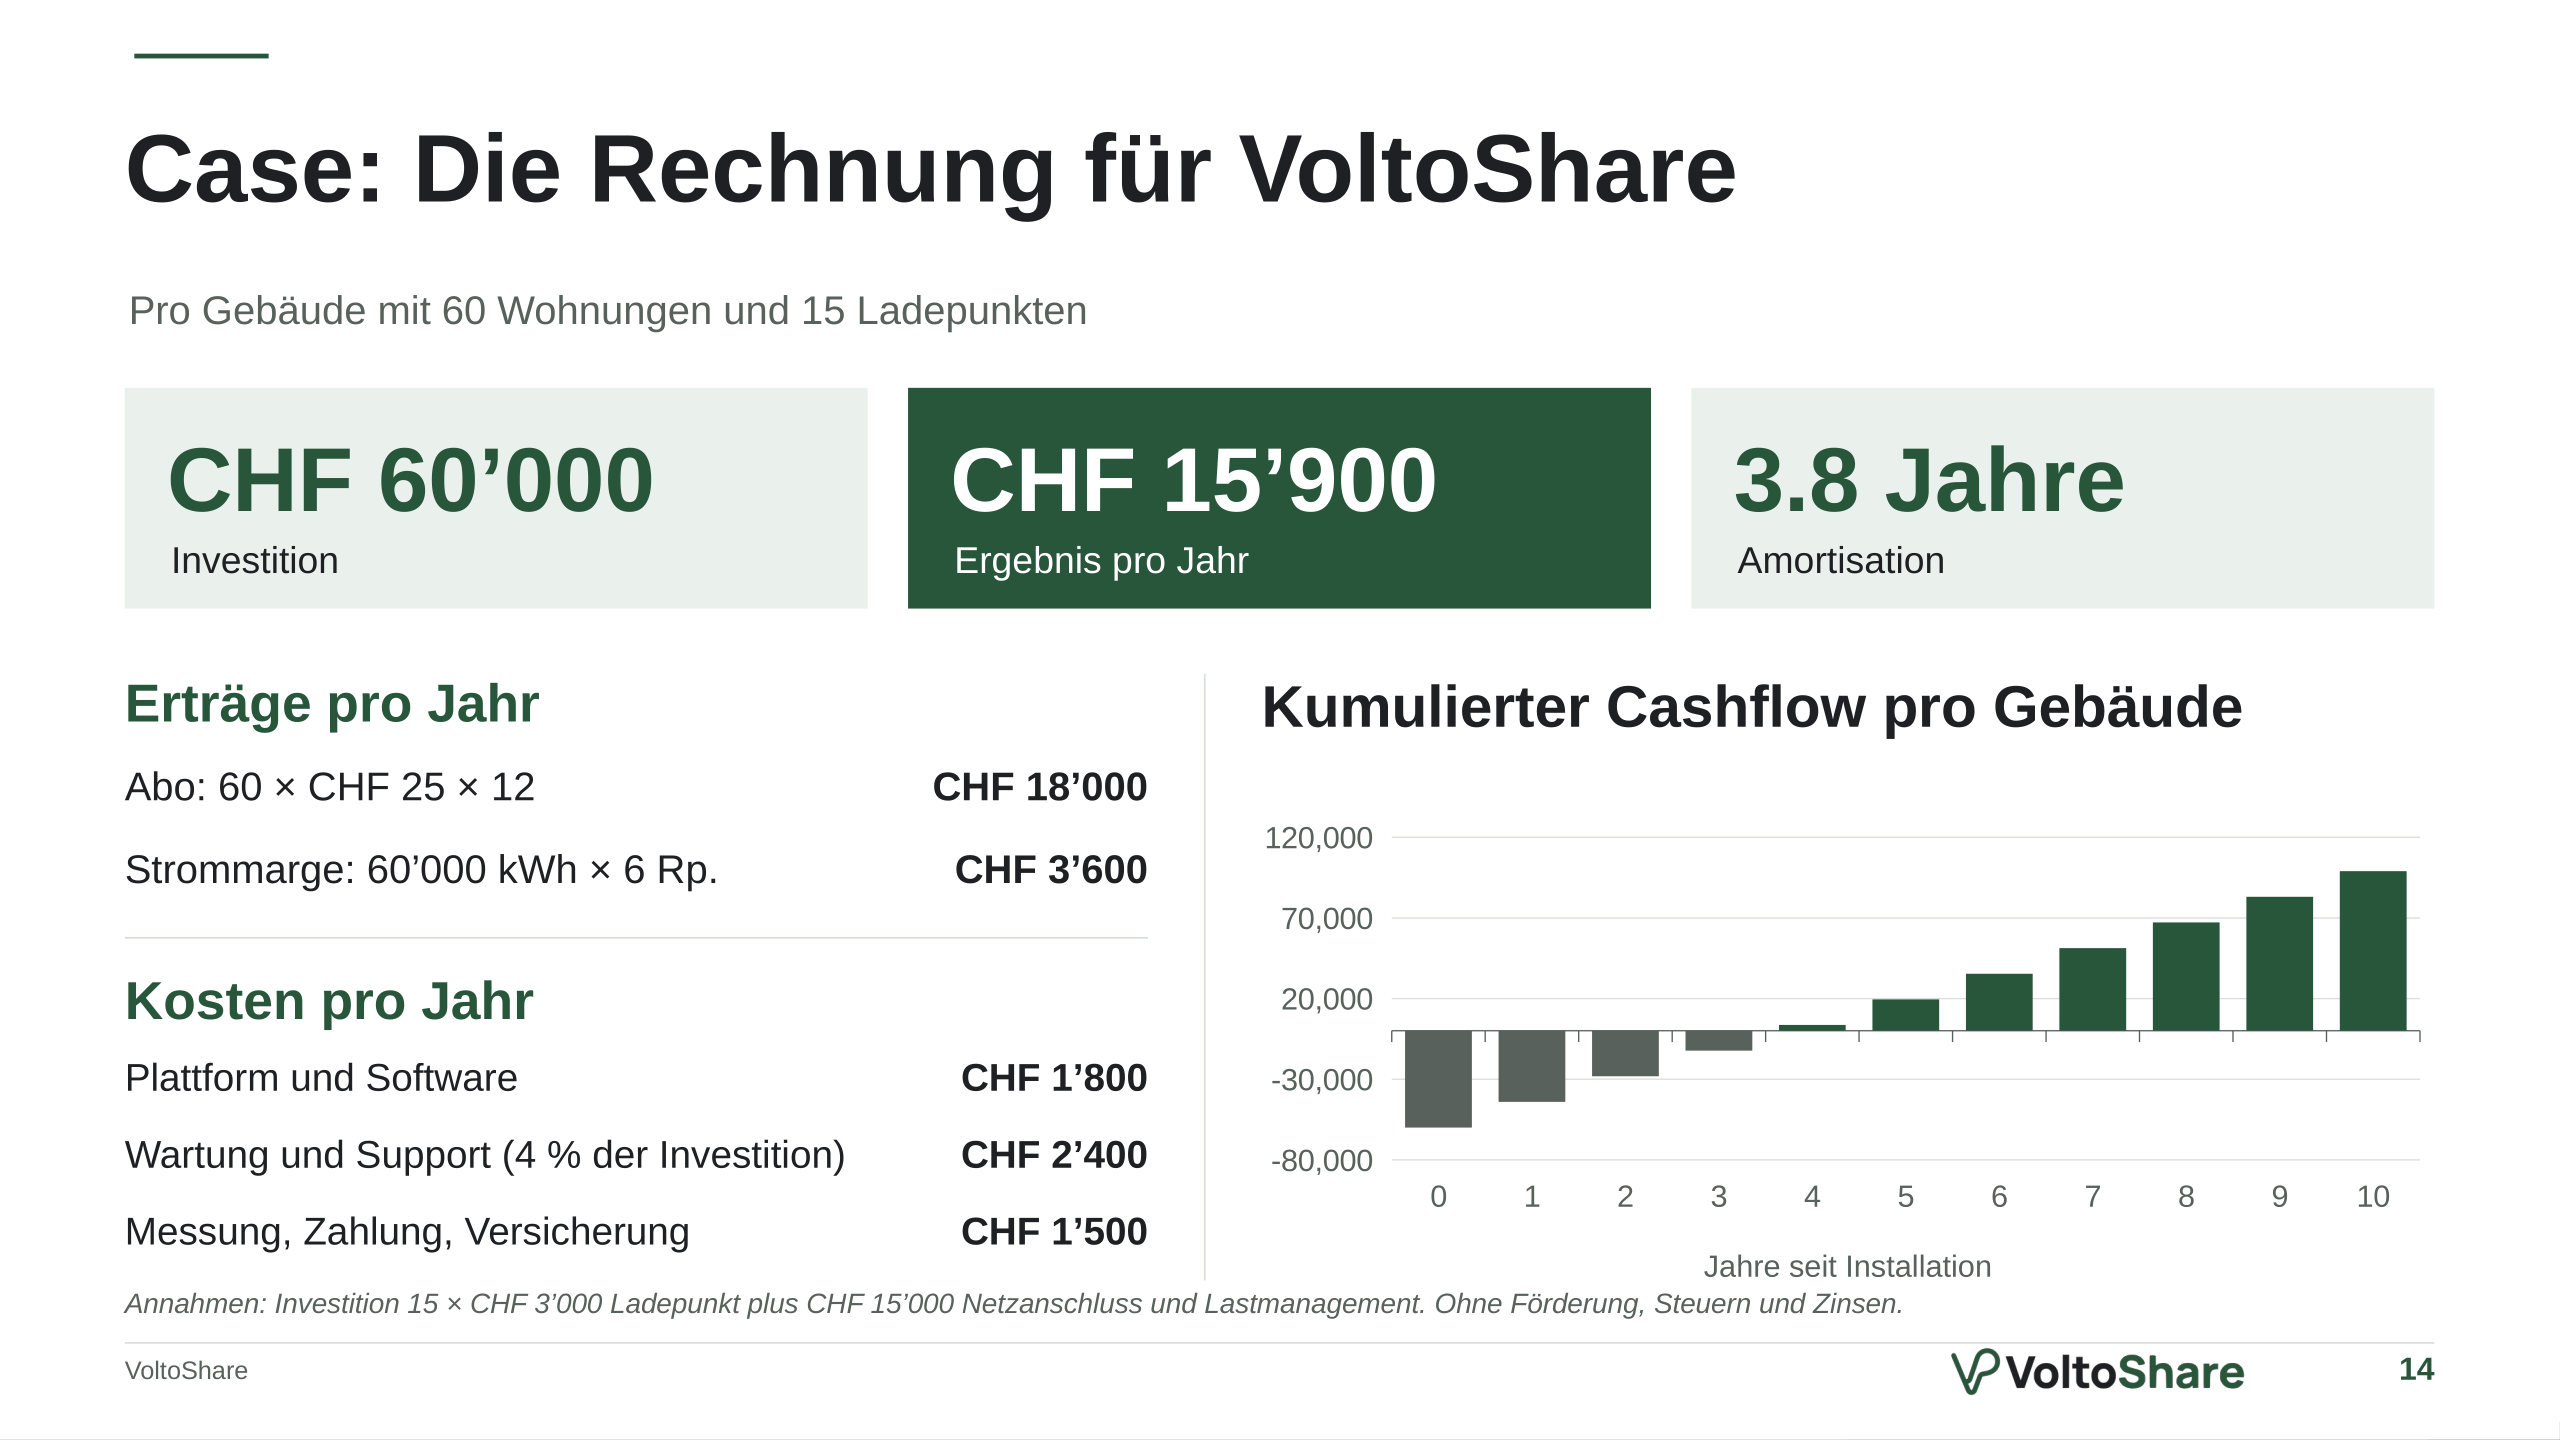 Case: Die Rechnung für VoltoShare
Pro Gebäude mit 60 Wohnungen und 15 Ladepunkten
CHF 60’000
Investition
CHF 15’900
Ergebnis pro Jahr
3.8 Jahre
Amortisation
Erträge pro Jahr
Abo: 60 × CHF 25 × 12 CHF 18’000
Strommarge: 60’000 kWh × 6 Rp. CHF 3’600
Kosten pro Jahr
Plattform und Software CHF 1’800
Wartung und Support (4 % der Investition) CHF 2’400
Messung, Zahlung, Versicherung CHF 1’500
Kumulierter Cashflow pro Gebäude
120,000
70,000
20,000
-30,000
-80,000
0 1 2 3 4 5 6 7 8 9 10
Jahre seit Installation
Annahmen: Investition 15 × CHF 3’000 Ladepunkt plus CHF 15’000 Netzanschluss und Lastmanagement. Ohne Förderung, Steuern und Zinsen.
VoltoShare
VoltoShare
14